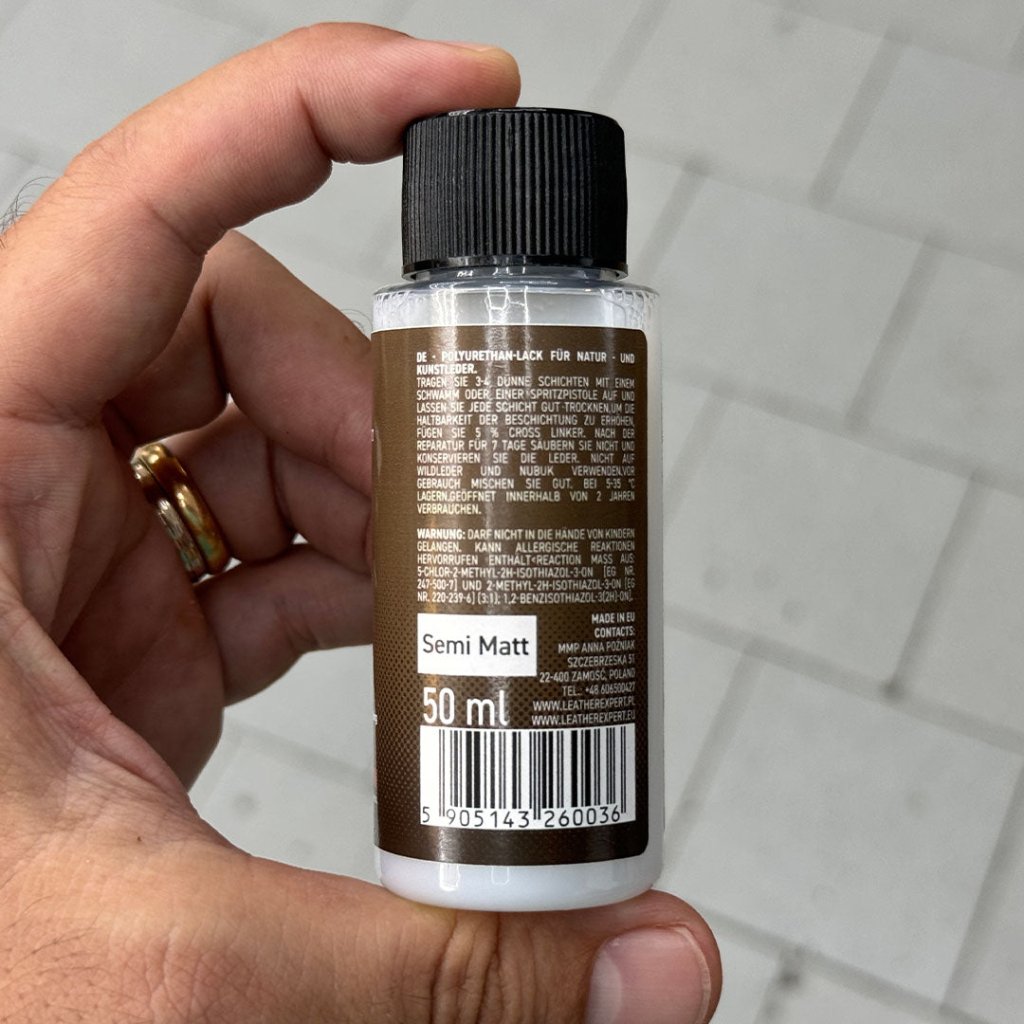 DE - POLYURETHAN-LACK FÜR NATUR - UND
KUNSTLEDER.
TRAGEN SIE 3-4 DÜNNE SCHICHTEN MIT EINEM
SCHWAMM ODER EINER SPRITZPISTOLE AUF UND
LASSEN SIE JEDE SCHICHT GUT TROCKNEN.UM DIE
HALTBARKEIT DER BESCHICHTUNG ZU ERHÖHEN,
FÜGEN SIE 5 % CROSS LINKER. NACH DER
REPARATUR FÜR 7 TAGE SÄUBERN SIE NICHT UND
KONSERVIEREN SIE DIE LEDER. NICHT AUF
WILDLEDER UND NUBUK VERWENDEN.VOR
GEBRAUCH MISCHEN SIE GUT. BEI 5-35 °C
LAGERN.GEÖFFNET INNERHALB VON 2 JAHREN
VERBRAUCHEN.
WARNUNG: DARF NICHT IN DIE HÄNDE VON KINDERN
GELANGEN. KANN ALLERGISCHE REAKTIONEN
HERVORRUFEN ENTHÄLT<REACTION MASS AUS:
5-CHLOR-2-METHYL-2H-ISOTHIAZOL-3-ON [EG NR.
247-500-7] UND 2-METHYL-2H-ISOTHIAZOL-3-ON [EG
NR. 220-239-6] (3:1); 1,2-BENZISOTHIAZOL-3(2H)-ON).
MADE IN EU
CONTACTS:
MMP ANNA POŹNIAK
SZCZEBRZESKA 51
22-400 ZAMOŚĆ, POLAND
TEL.: +48 606500427
WWW.LEATHEREXPERT.PL
WWW.LEATHEREXPERT.EU
Semi Matt
50 ml
5 905143 260036